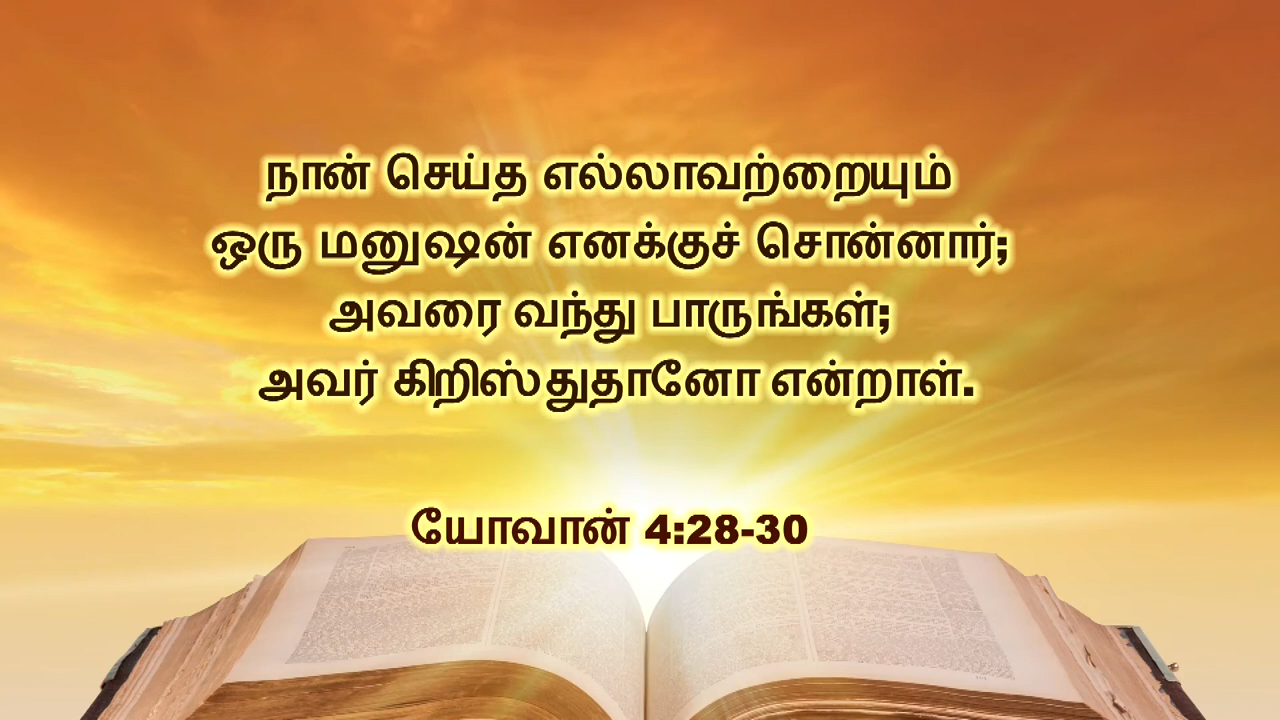 நான் செய்த எல்லாவற்றையும்
ஒரு மனுஷன் எனக்குச் சொன்னார்;
அவரை வந்து பாருங்கள்;
அவர் கிறிஸ்துதானோ என்றாள்.
யோவான் 4:28-30